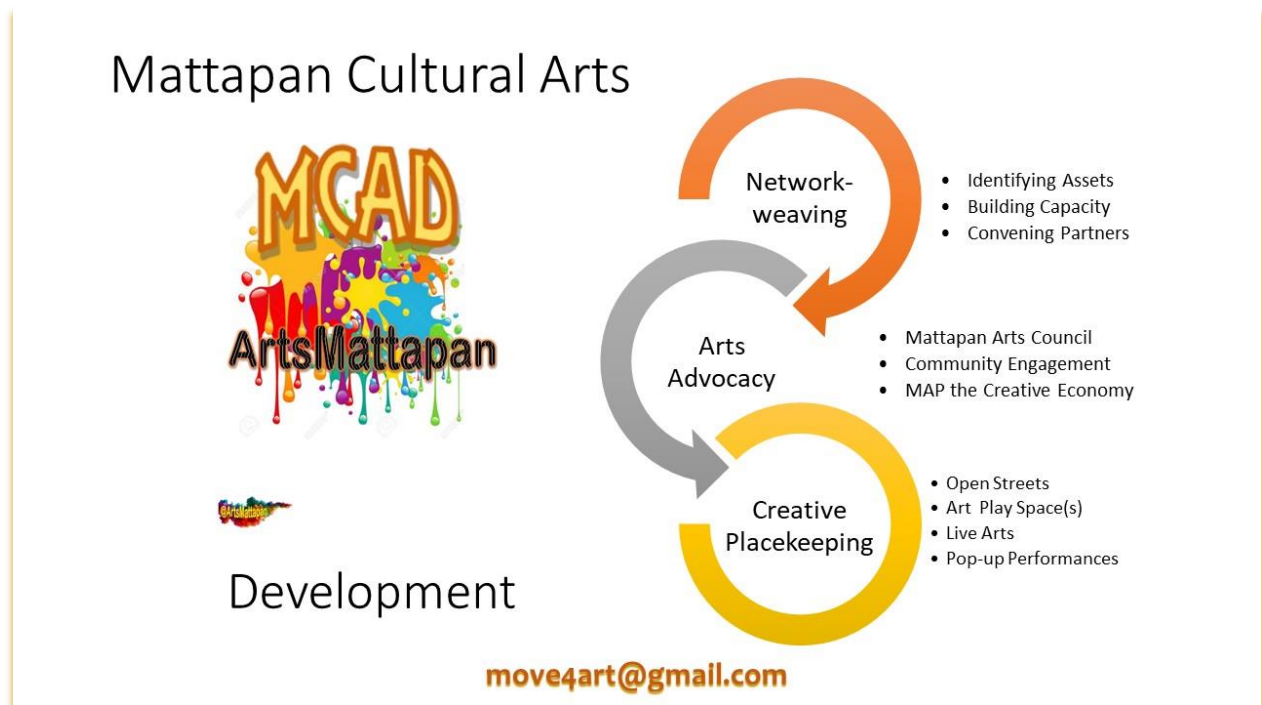 Mattapan Cultural Arts
MCAD
ArtsMattapan
@ArtsMattapan
Development
Network-
weaving
• Identifying Assets
• Building Capacity
• Convening Partners
Arts
Advocacy
• Mattapan Arts Council
• Community Engagement
• MAP the Creative Economy
Creative
Placekeeping
• Open Streets
• Art Play Space(s)
• Live Arts
• Pop-up Performances
move4art@gmail.com